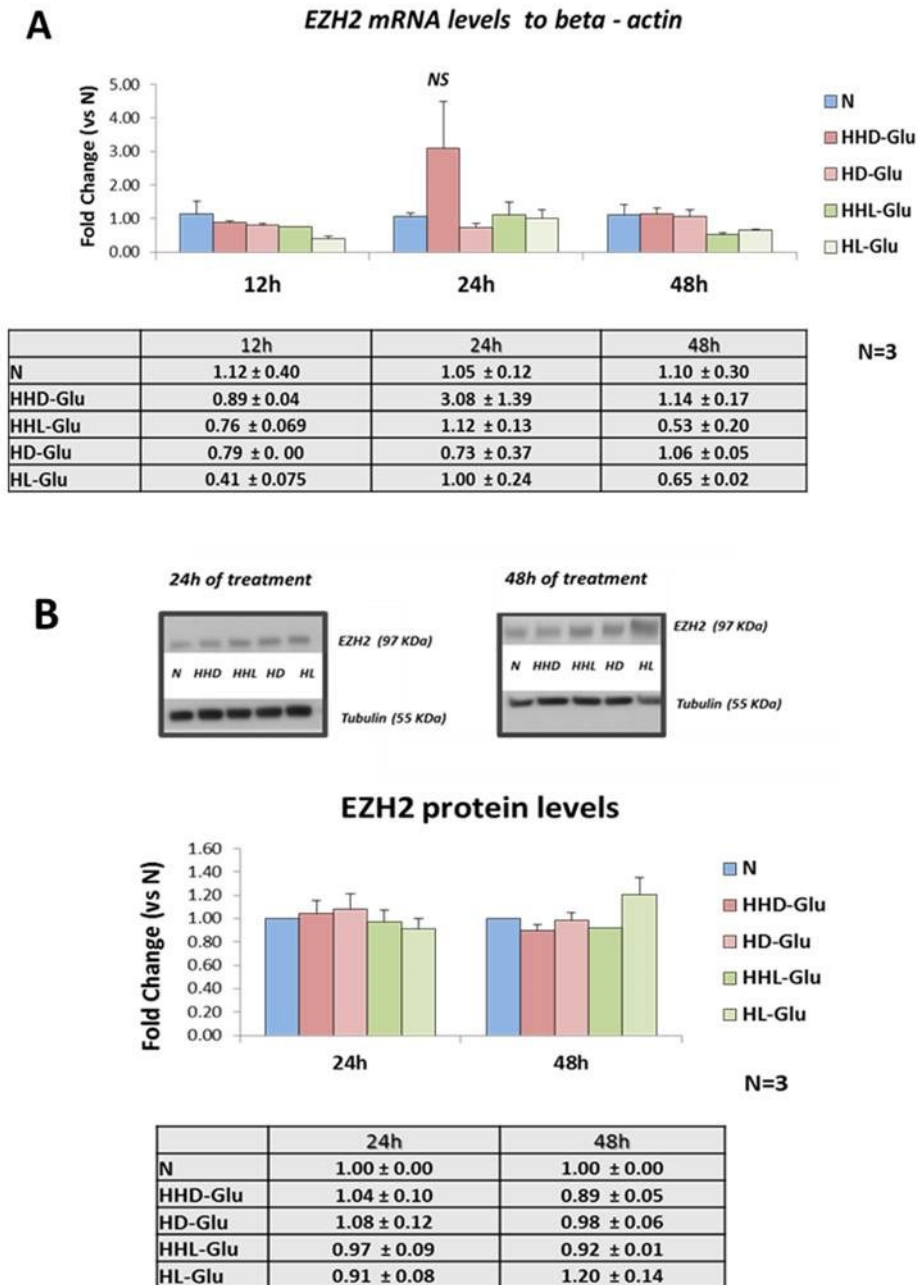 A
EZH2 mRNA levels to beta - actin
NS
Fold Change (vs N)
5.00
4.00
3.00
2.00
1.00
0.00
12h 24h 48h
N
HHD-Glu
HD-Glu
HHL-Glu
HL-Glu
12h 24h 48h
N 1.12 ± 0.40 1.05 ± 0.12 1.10 ± 0.30
HHD-Glu 0.89 ± 0.04 3.08 ± 1.39 1.14 ± 0.17
HHL-Glu 0.76 ± 0.069 1.12 ± 0.13 0.53 ± 0.20
HD-Glu 0.79 ± 0. 00 0.73 ± 0.37 1.06 ± 0.05
HL-Glu 0.41 ± 0.075 1.00 ± 0.24 0.65 ± 0.02
N=3
B
24h of treatment
EZH2 (97 KDa)
N HHD HHL HD HL
Tubulin (55 KDa)
48h of treatment
EZH2 (97 KDa)
N HHD HHL HD HL
Tubulin (55 KDa)
EZH2 protein levels
Fold Change (vs N)
1.60
1.40
1.20
1.00
0.80
0.60
0.40
0.20
0.00
24h 48h
N
HHD-Glu
HD-Glu
HHL-Glu
HL-Glu
N=3
24h 48h
N 1.00 ± 0.00 1.00 ± 0.00
HHD-Glu 1.04 ± 0.10 0.89 ± 0.05
HD-Glu 1.08 ± 0.12 0.98 ± 0.06
HHL-Glu 0.97 ± 0.09 0.92 ± 0.01
HL-Glu 0.91 ± 0.08 1.20 ± 0.14